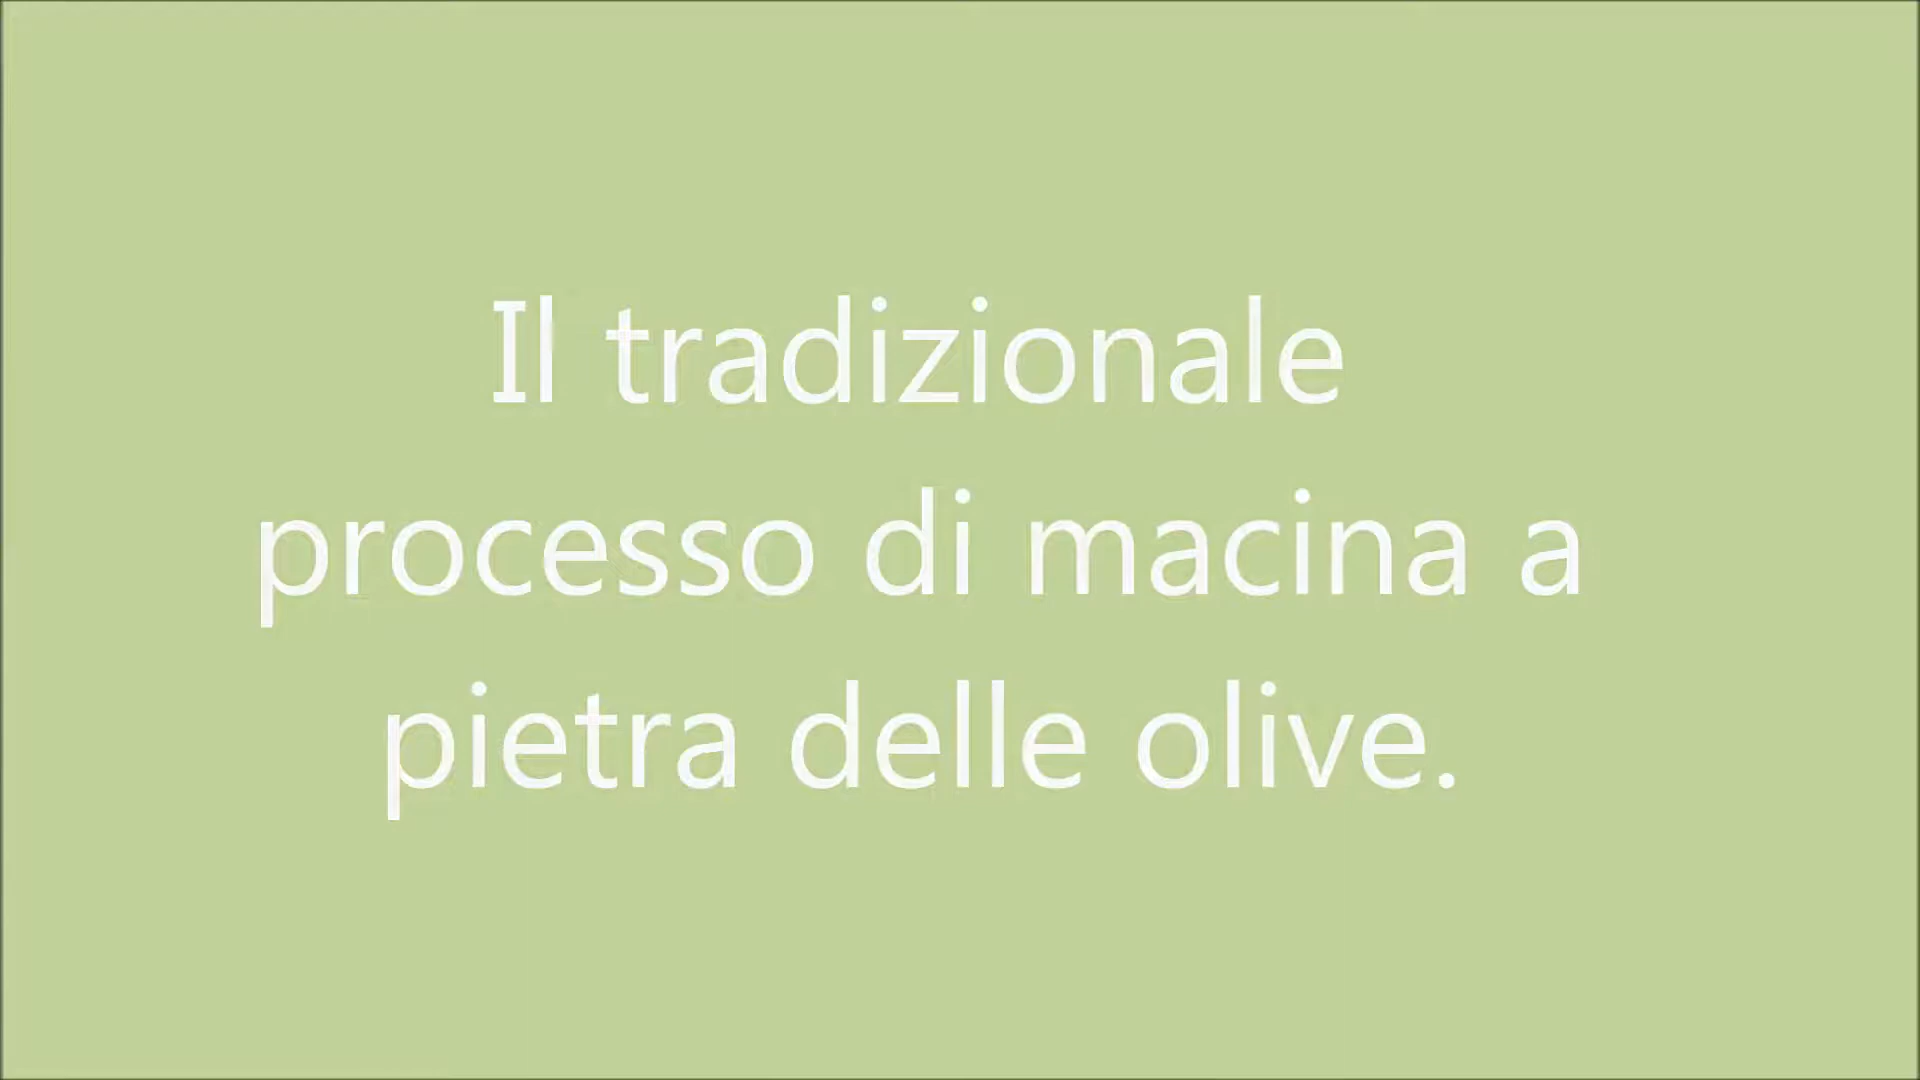 Il tradizionale
processo di macina a
pietra delle olive.